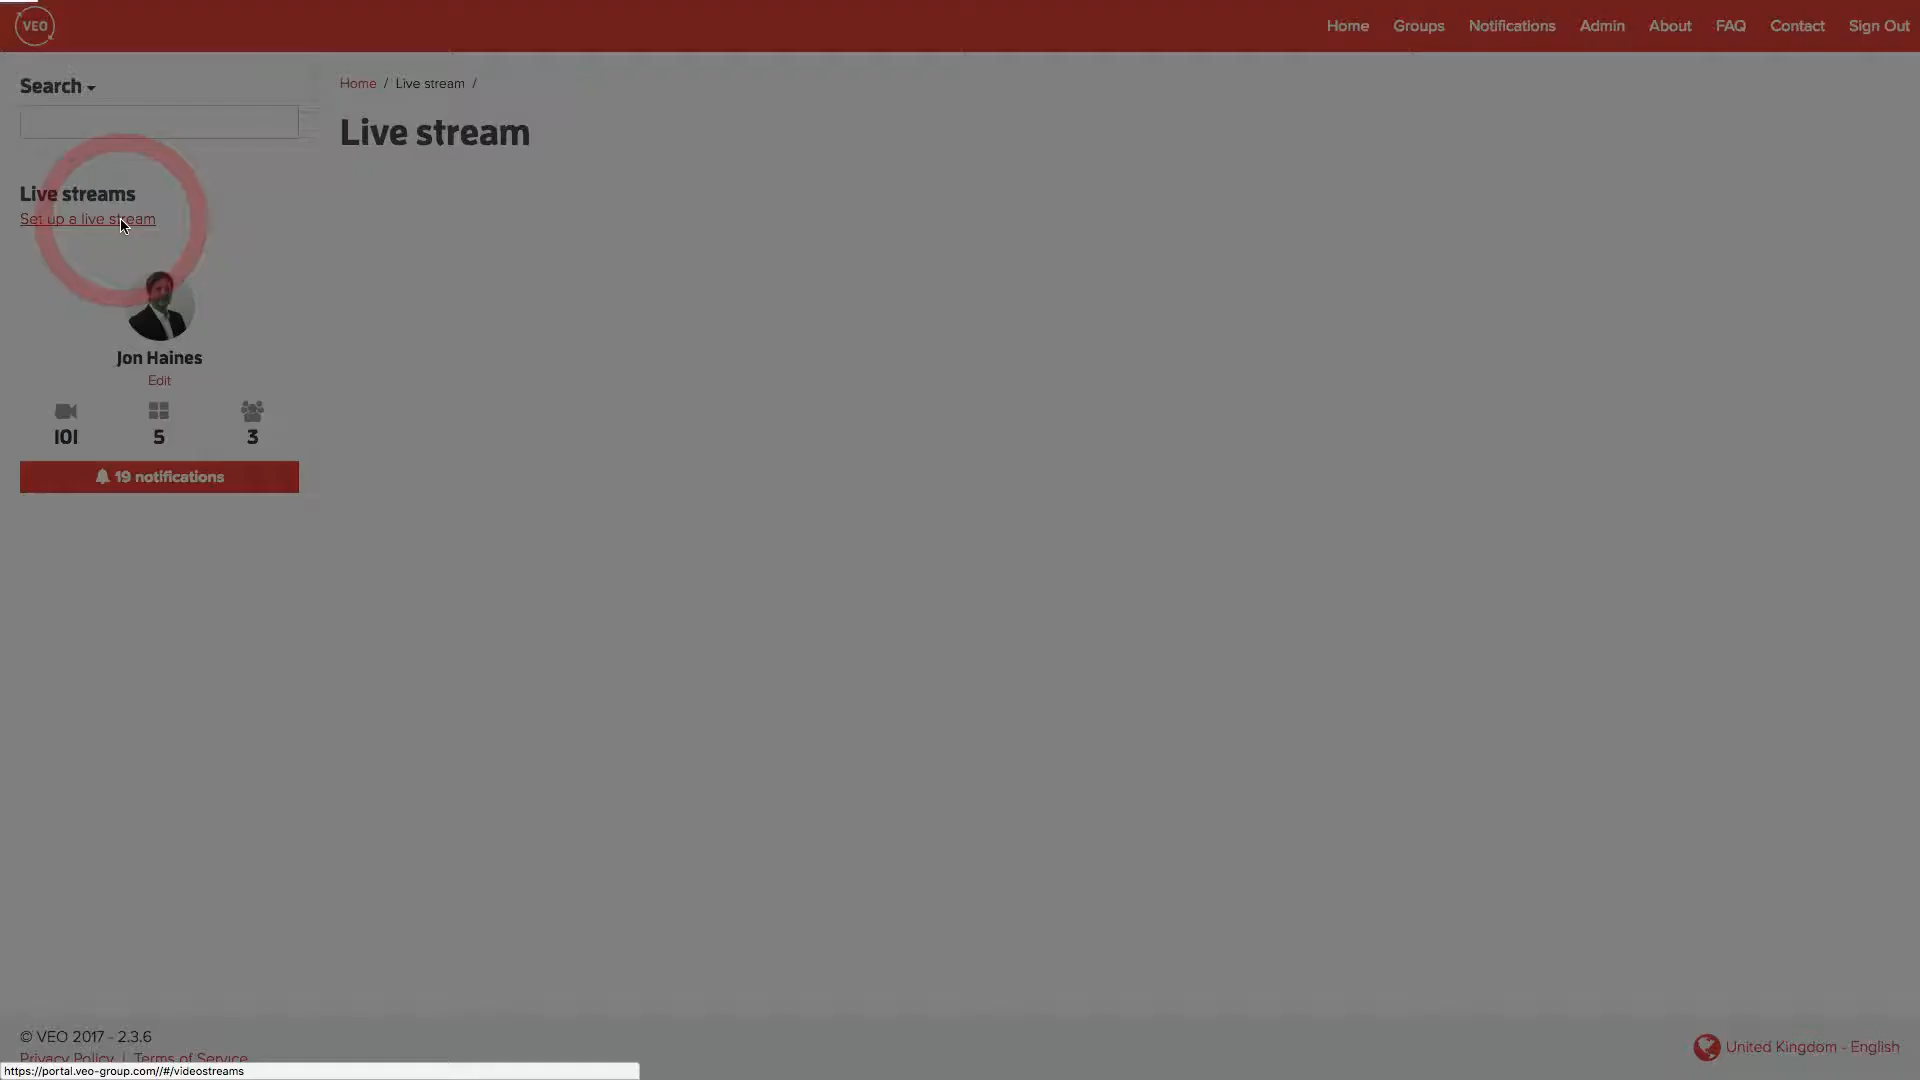 VEO
Home Groups Notifications Admin About FAQ Contact Sign Out
Search
Home / Live stream /
Live stream
Live streams
Set up a live stream
Jon Haines
Edit
101 5 3
19 notifications
© VEO 2017 - 2.3.6
Privacy Policy | Terms of Service
United Kingdom - English
https://portal.veo-group.com//#/videostreams